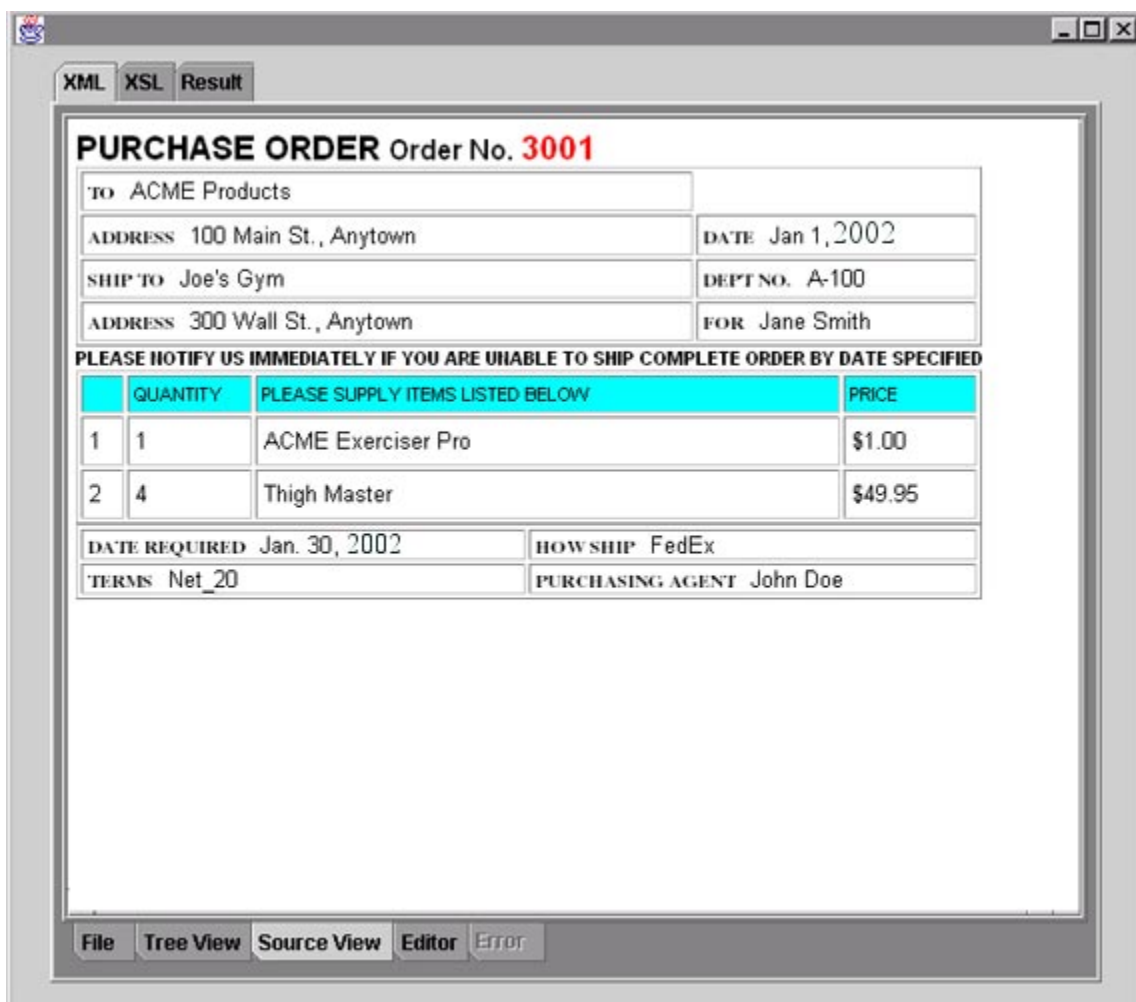 XML XSL Result
PURCHASE ORDER Order No. 3001
TO ACME Products
ADDRESS 100 Main St., Anytown DATE Jan 1, 2002
SHIP TO Joe's Gym DEPT NO. A-100
ADDRESS 300 Wall St., Anytown FOR Jane Smith
PLEASE NOTIFY US IMMEDIATELY IF YOU ARE UNABLE TO SHIP COMPLETE ORDER BY DATE SPECIFIED
QUANTITY PLEASE SUPPLY ITEMS LISTED BELOW PRICE
1 1 ACME Exerciser Pro $1.00
2 4 Thigh Master $49.95
DATE REQUIRED Jan. 30, 2002 HOW SHIP FedEx
TERMS Net_20 PURCHASING AGENT John Doe
File Tree View Source View Editor Error